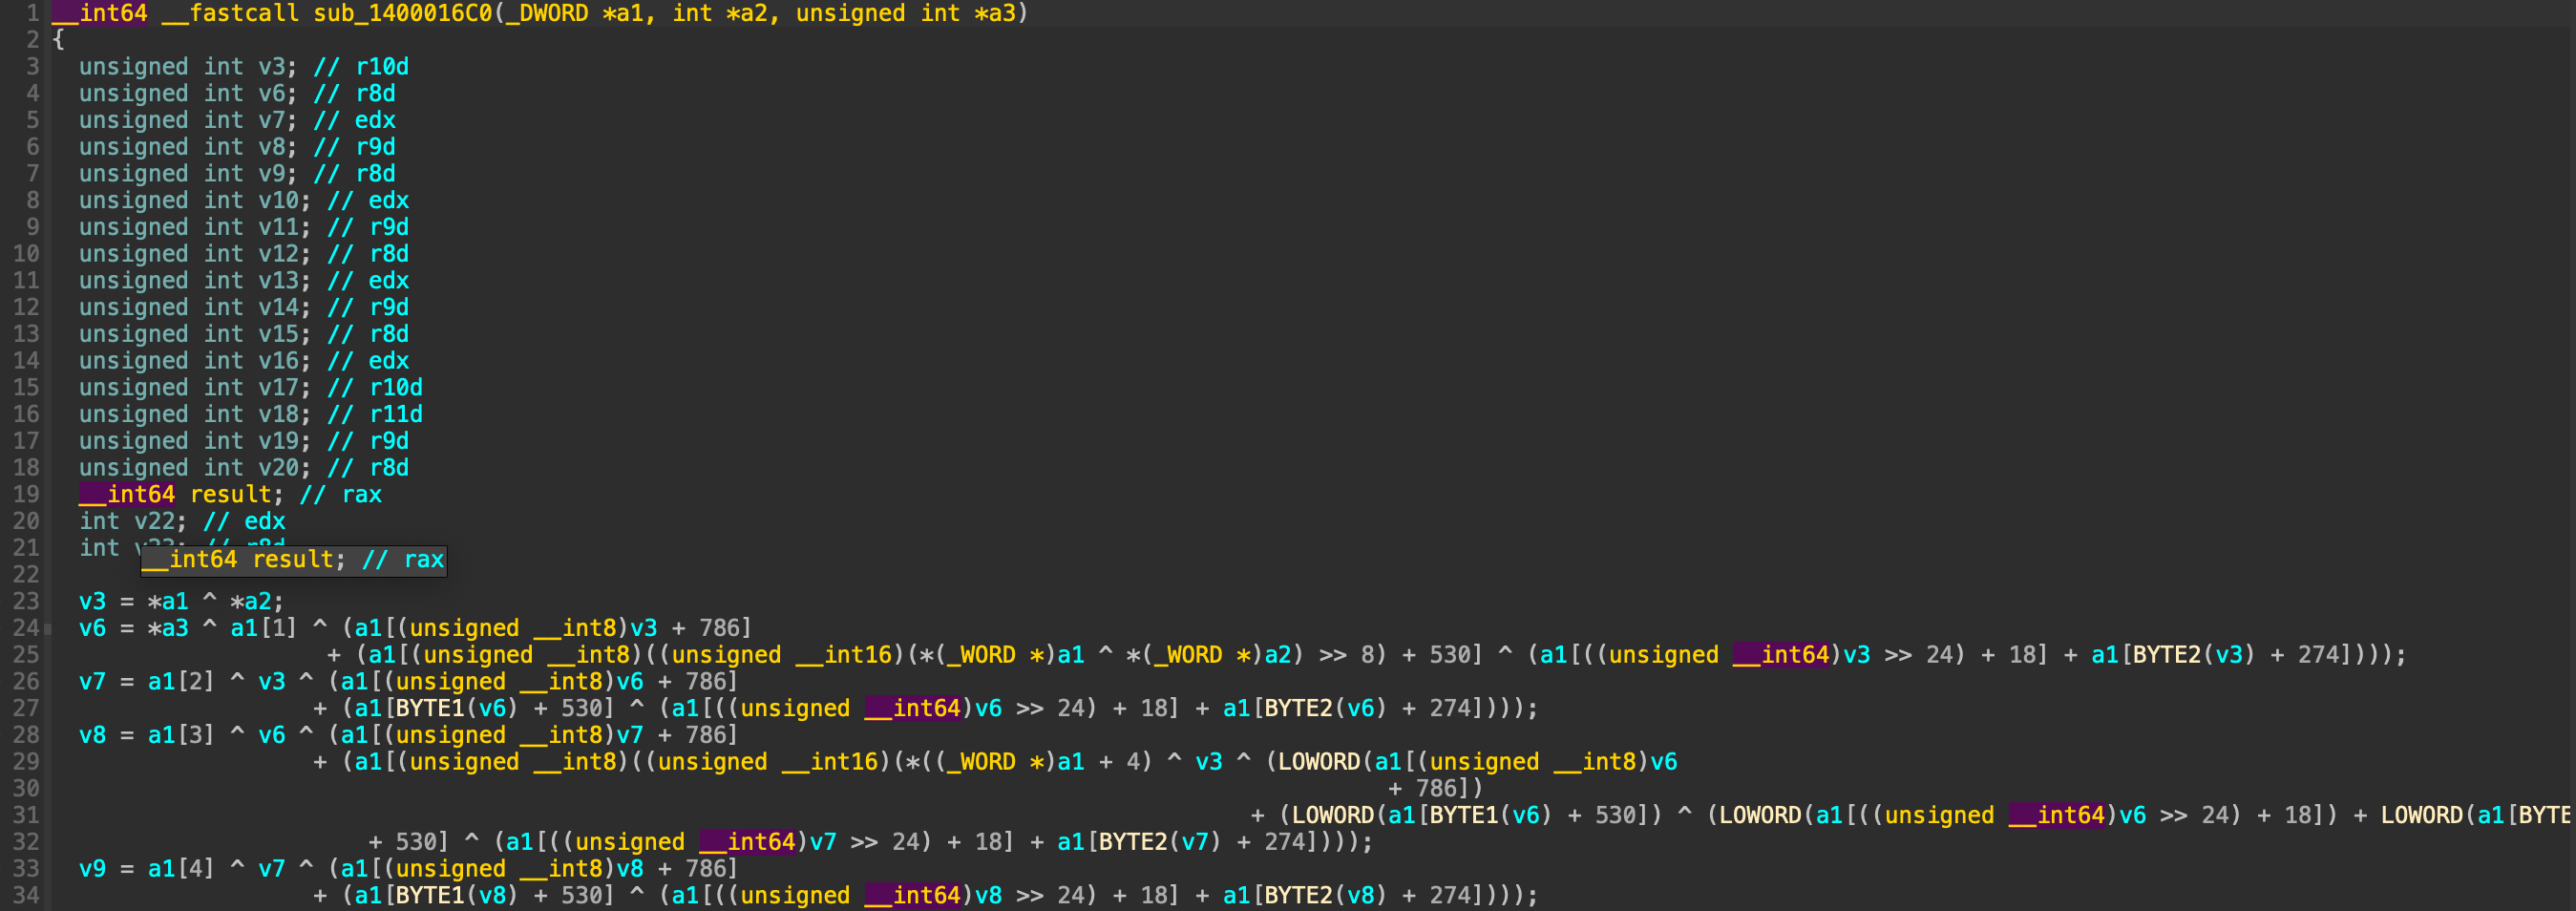 1 __int64 __fastcall sub_1400016C0(_DWORD *a1, int *a2, unsigned int *a3)
2 {
3 unsigned int v3; // r10d
4 unsigned int v6; // r8d
5 unsigned int v7; // edx
6 unsigned int v8; // r9d
7 unsigned int v9; // r8d
8 unsigned int v10; // edx
9 unsigned int v11; // r9d
10 unsigned int v12; // r8d
11 unsigned int v13; // edx
12 unsigned int v14; // r9d
13 unsigned int v15; // r8d
14 unsigned int v16; // edx
15 unsigned int v17; // r10d
16 unsigned int v18; // r11d
17 unsigned int v19; // r9d
18 unsigned int v20; // r8d
19 __int64 result; // rax
20 int v22; // edx
21 int
__int64 result; // rax
22
23 v3 = *a1 ^ *a2;
24 v6 = *a3 ^ a1[1] ^ (a1[(unsigned __int8)v3 + 786]
25 + (a1[(unsigned __int8)((unsigned __int16)(*(_WORD *)a1 ^ *(_WORD *)a2) >> 8) + 530] ^ (a1[((unsigned __int64)v3 >> 24) + 18] + a1[BYTE2(v3) + 274])));
26 v7 = a1[2] ^ v3 ^ (a1[(unsigned __int8)v6 + 786]
27 + (a1[BYTE1(v6) + 530] ^ (a1[((unsigned __int64)v6 >> 24) + 18] + a1[BYTE2(v6) + 274])));
28 v8 = a1[3] ^ v6 ^ (a1[(unsigned __int8)v7 + 786]
29 + (a1[(unsigned __int8)((unsigned __int16)(*((_WORD *)a1 + 4) ^ v3 ^ (LOWORD(a1[(unsigned __int8)v6
30 + 786])
31 + (LOWORD(a1[BYTE1(v6) + 530]) ^ (LOWORD(a1[((unsigned __int64)v6 >> 24) + 18]) + LOWORD(a1[BYTE
32 + 530] ^ (a1[((unsigned __int64)v7 >> 24) + 18] + a1[BYTE2(v7) + 274])));
33 v9 = a1[4] ^ v7 ^ (a1[(unsigned __int8)v8 + 786]
34 + (a1[BYTE1(v8) + 530] ^ (a1[((unsigned __int64)v8 >> 24) + 18] + a1[BYTE2(v8) + 274])));